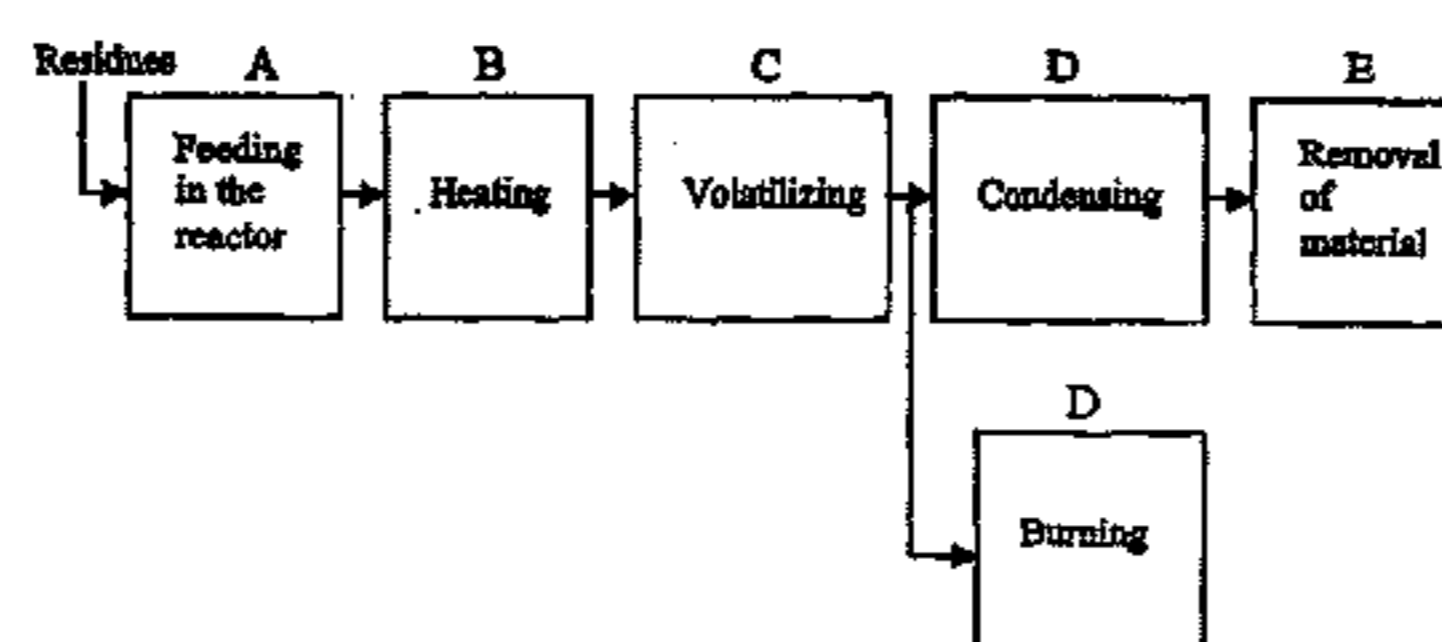 Residues
A
B
C
D
E
Feeding
in the
reactor
Heating
Volatilizing
Condensing
Removal
of
material
D
Burning